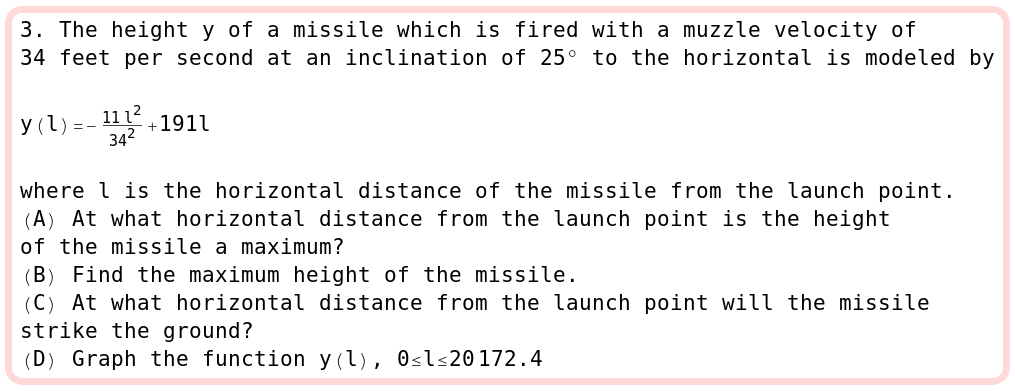 3. The height y of a missile which is fired with a muzzle velocity of
34 feet per second at an inclination of 25° to the horizontal is modeled by
y(l)=-\frac{11 l^2}{34^2}+191l
where l is the horizontal distance of the missile from the launch point.
(A) At what horizontal distance from the launch point is the height
of the missile a maximum?
(B) Find the maximum height of the missile.
(C) At what horizontal distance from the launch point will the missile
strike the ground?
(D) Graph the function y(l), 0≤l≤20172.4